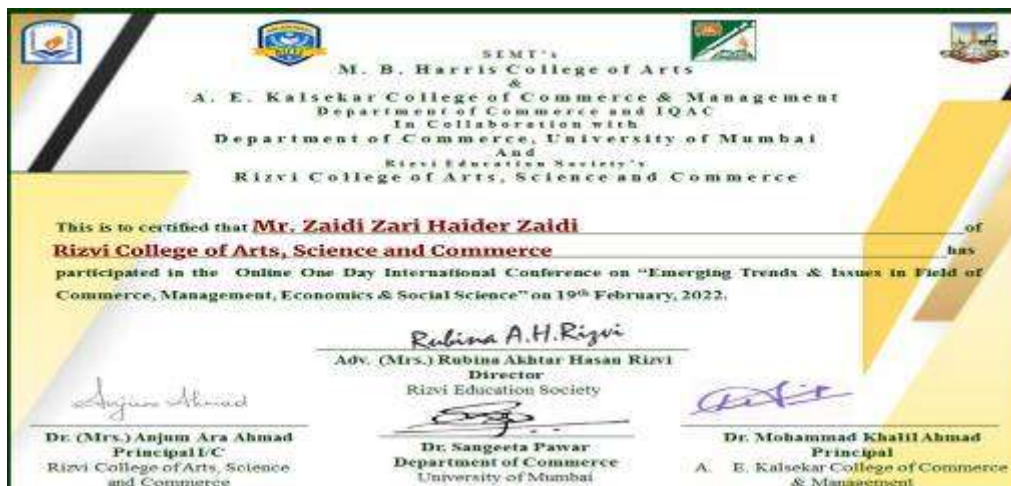 SEMT's
M. B. Harris College of Arts
&
A. E. Kalsekar College of Commerce & Management
Department of Commerce and IQAC
In Collaboration with
Department of Commerce, University of Mumbai
And
Rizvi Education Society's
Rizvi College of Arts, Science and Commerce
This is to certified that Mr. Zaidi Zari Haider Zaidi of
Rizvi College of Arts, Science and Commerce has
participated in the Online One Day International Conference on “Emerging Trends & Issues in Field of
Commerce, Management, Economics & Social Science” on 19th February, 2022.
Rubina A.H.Rizvi
Adv. (Mrs.) Rubina Akhtar Hasan Rizvi
Director
Rizvi Education Society
Anjum Ahmad
Dr. (Mrs.) Anjum Ara Ahmad
Principal I/C
Rizvi College of Arts, Science
and Commerce
Dr. Sangeeta Pawar
Department of Commerce
University of Mumbai
Dr. Mohammad Khalil Ahmad
Principal
A. E. Kalsekar College of Commerce
& Management